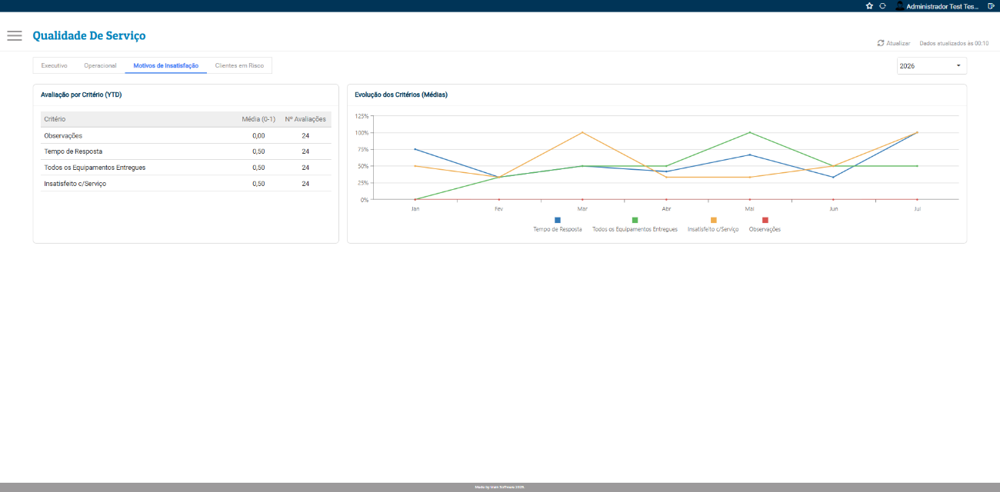 Administrador Test Tes...
Qualidade De Serviço
Atualizar Dados atualizados às 00:10
Executivo Operacional Motivos de Insatisfação Clientes em Risco
2026
Avaliação por Critério (YTD)
Critério Média (0-1) Nº Avaliações
Observações 0,00 24
Tempo de Resposta 0,50 24
Todos os Equipamentos Entregues 0,50 24
Insatisfeito c/Serviço 0,50 24
Evolução dos Critérios (Médias)
125%
100%
75%
50%
25%
0%
Jan Fev Mar Abr Mai Jun Jul
Tempo de Resposta Todos os Equipamentos Entregues Insatisfeito c/Serviço Observações
Made by Software 2025.